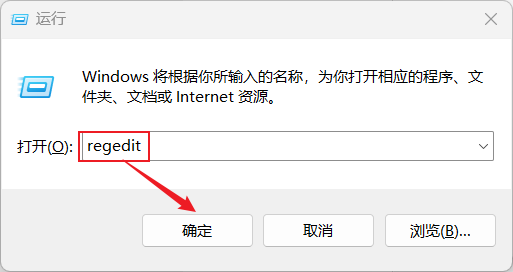 运行
Windows 将根据你所输入的名称，为你打开相应的程序、文
件夹、文档或 Internet 资源。
打开(O): regedit
确定 取消 浏览(B)...